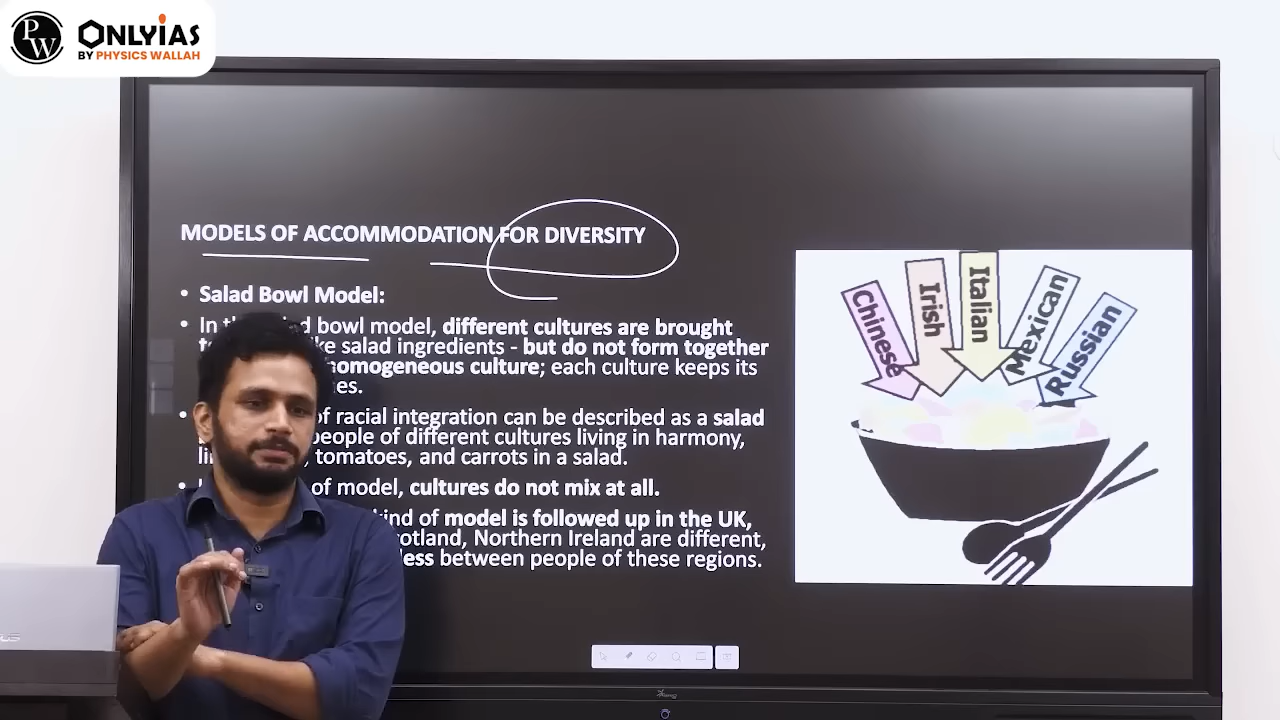 PW
ONLYIAS
BY PHYSICS WALLAH
MODELS OF ACCOMMODATION FOR DIVERSITY
• Salad Bowl Model:
• In bowl model, different cultures are brought
like salad ingredients - but do not form together
homogeneous culture; each culture keeps its
• of racial integration can be described as a salad
people of different cultures living in harmony,
tomatoes, and carrots in a salad.
• of model, cultures do not mix at all.
kind of model is followed up in the UK,
Northern Ireland are different,
less between people of these regions.
Chinese
Irish
Italian
Mexican
Russian